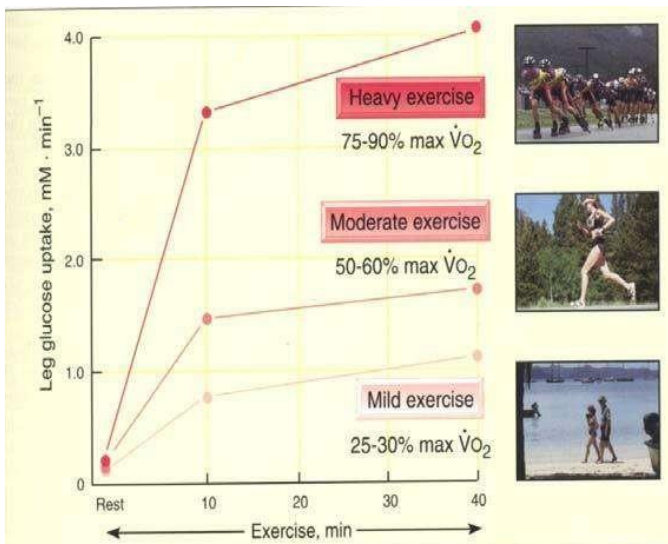 4.0
3.0
2.0
1.0
0
Leg glucose uptake, mM · min⁻¹
Heavy exercise
75-90% max V̇O₂
Moderate exercise
50-60% max V̇O₂
Mild exercise
25-30% max V̇O₂
Rest
10
20
30
40
Exercise, min